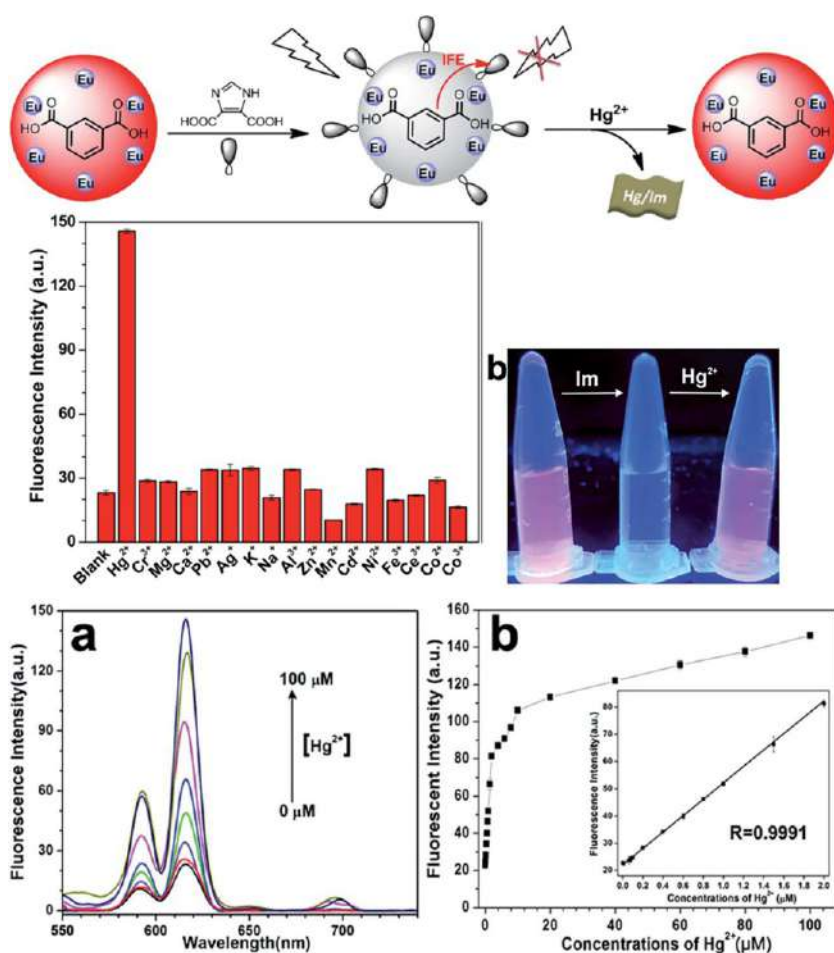 IFE
Eu Eu Eu Eu Eu Eu
O O
HO OH
N NH
HOOC COOH
Eu Eu Eu Eu Eu Eu
O O
HO OH
Hg²⁺
Hg/Im
Eu Eu Eu Eu Eu Eu
O O
HO OH
Fluorescence Intensity (a.u.)
150
120
90
60
30
0
Blank Hg²⁺ Cr³⁺ Mg²⁺ Ca²⁺ Pb²⁺ Ag⁺ K⁺ Na⁺ Al³⁺ Zn²⁺ Mn²⁺ Cd²⁺ Ni²⁺ Fe³⁺ Ce³⁺ Co²⁺ Co³⁺
b
Im Hg²⁺
a
Fluorescence Intensity(a.u.)
150
120
90
60
30
0
100 μM
[Hg²⁺]
0 μM
550 600 650 700
Wavelength(nm)
b
Fluorescent Intensity (a.u.)
160
140
120
100
80
60
40
20
0
0 20 40 60 80 100
Concentrations of Hg²⁺(μM)
Fluorescence Intensity(a.u.)
80
70
60
50
40
30
20
R=0.9991
0.0 0.2 0.4 0.6 0.8 1.0 1.2 1.4 1.6 1.8 2.0
Concentrations of Hg²⁺ (μM)